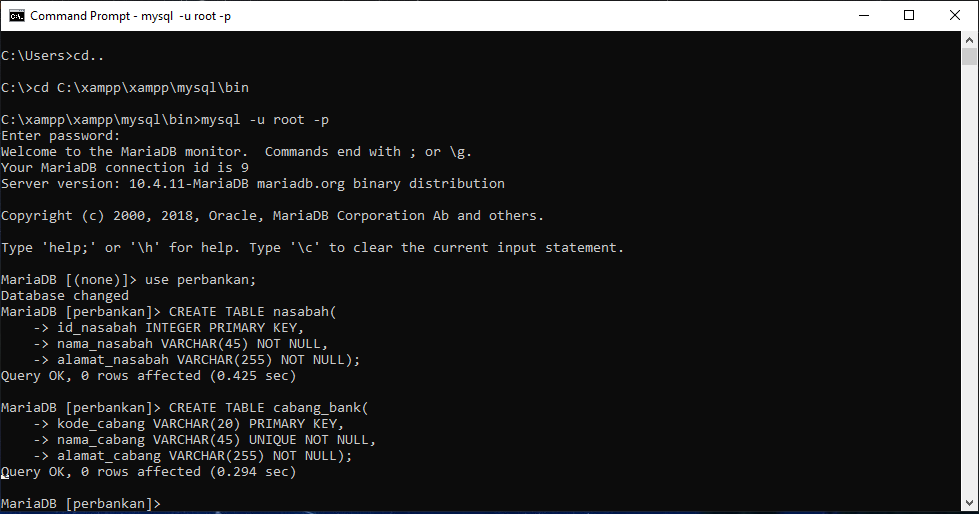 Command Prompt - mysql -u root -p
C:\Users>cd..
C:\>cd C:\xampp\xampp\mysql\bin
C:\xampp\xampp\mysql\bin>mysql -u root -p
Enter password:
Welcome to the MariaDB monitor.  Commands end with ; or \g.
Your MariaDB connection id is 9
Server version: 10.4.11-MariaDB mariadb.org binary distribution
Copyright (c) 2000, 2018, Oracle, MariaDB Corporation Ab and others.
Type 'help;' or '\h' for help. Type '\c' to clear the current input statement.
MariaDB [(none)]> use perbankan;
Database changed
MariaDB [perbankan]> CREATE TABLE nasabah(
    -> id_nasabah INTEGER PRIMARY KEY,
    -> nama_nasabah VARCHAR(45) NOT NULL,
    -> alamat_nasabah VARCHAR(255) NOT NULL);
Query OK, 0 rows affected (0.425 sec)
MariaDB [perbankan]> CREATE TABLE cabang_bank(
    -> kode_cabang VARCHAR(20) PRIMARY KEY,
    -> nama_cabang VARCHAR(45) UNIQUE NOT NULL,
    -> alamat_cabang VARCHAR(255) NOT NULL);
Query OK, 0 rows affected (0.294 sec)
MariaDB [perbankan]>